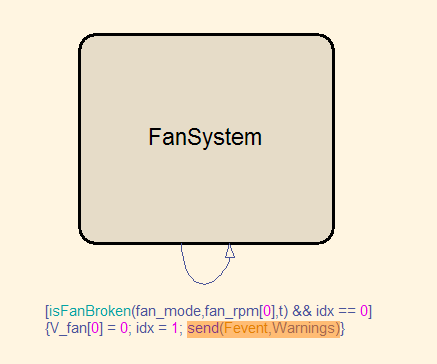 FanSystem
[isFanBroken(fan_mode,fan_rpm[0],t) && idx == 0]
{V_fan[0] = 0; idx = 1; send(Fevent,Warnings)}